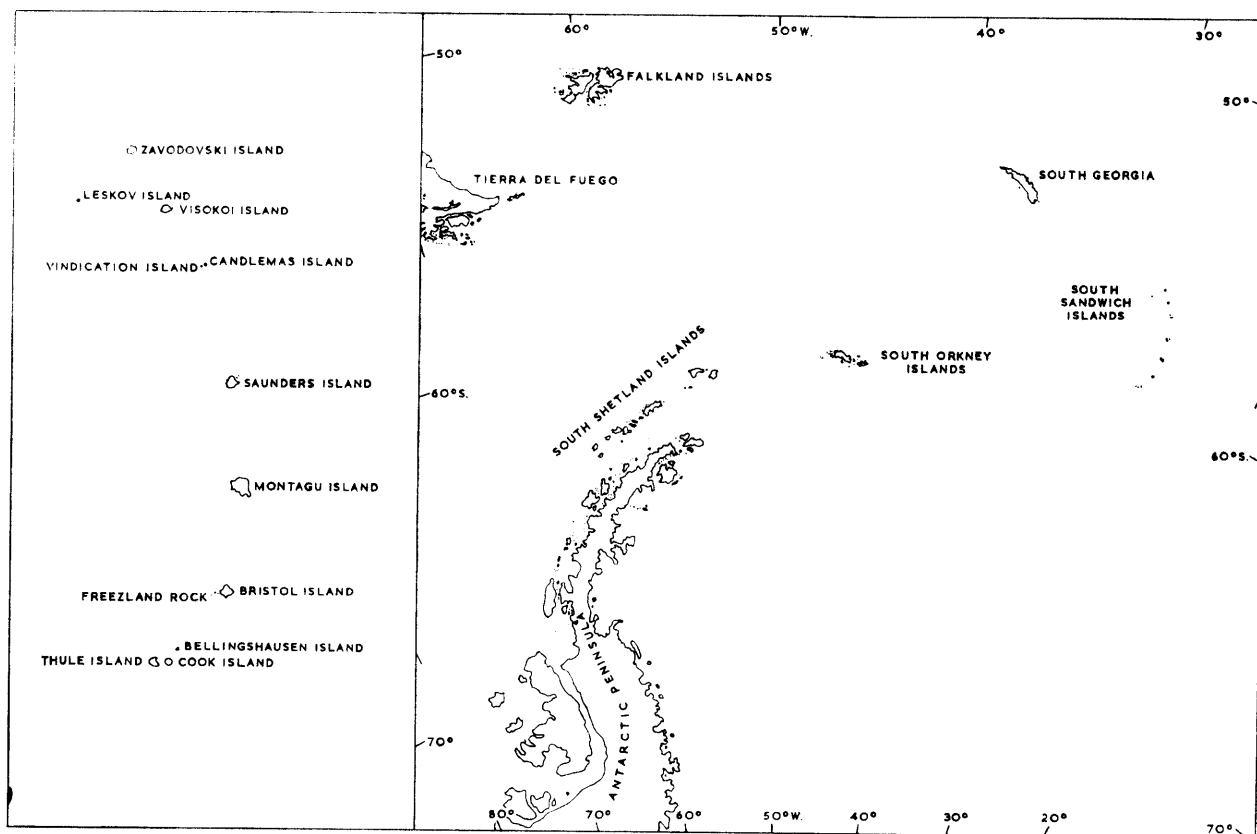 ZAVODOVSKI ISLAND
LESKOV ISLAND
VISOKOI ISLAND
VINDICATION ISLAND
CANDLEMAS ISLAND
SAUNDERS ISLAND
MONTAGU ISLAND
FREEZLAND ROCK
BRISTOL ISLAND
BELLINGSHAUSEN ISLAND
THULE ISLAND
COOK ISLAND
60°
50°W.
40°
30°
50°
50°
FALKLAND ISLANDS
TIERRA DEL FUEGO
SOUTH GEORGIA
SOUTH
SANDWICH
ISLANDS
SOUTH ORKNEY
ISLANDS
SOUTH SHETLAND ISLANDS
60°S.
60°S.
ANTARCTIC PENINSULA
70°
80°
70°
60°
50°W.
40°
30°
20°
70°